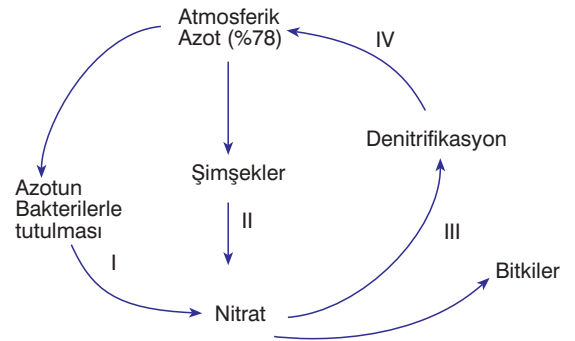 Atmosferik
Azot (%78)
IV
Denitrifikasyon
Şimşekler
Azotun
Bakterilerle
tutulması
II
III
I
Bitkiler
Nitrat